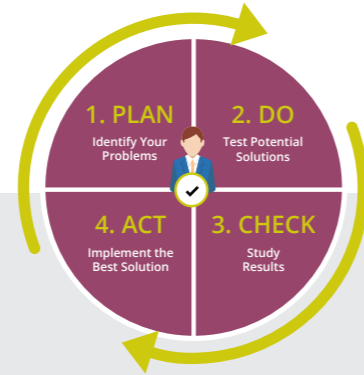 1. PLAN
Identify Your
Problems
2. DO
Test Potential
Solutions
3. CHECK
Study
Results
4. ACT
Implement the
Best Solution